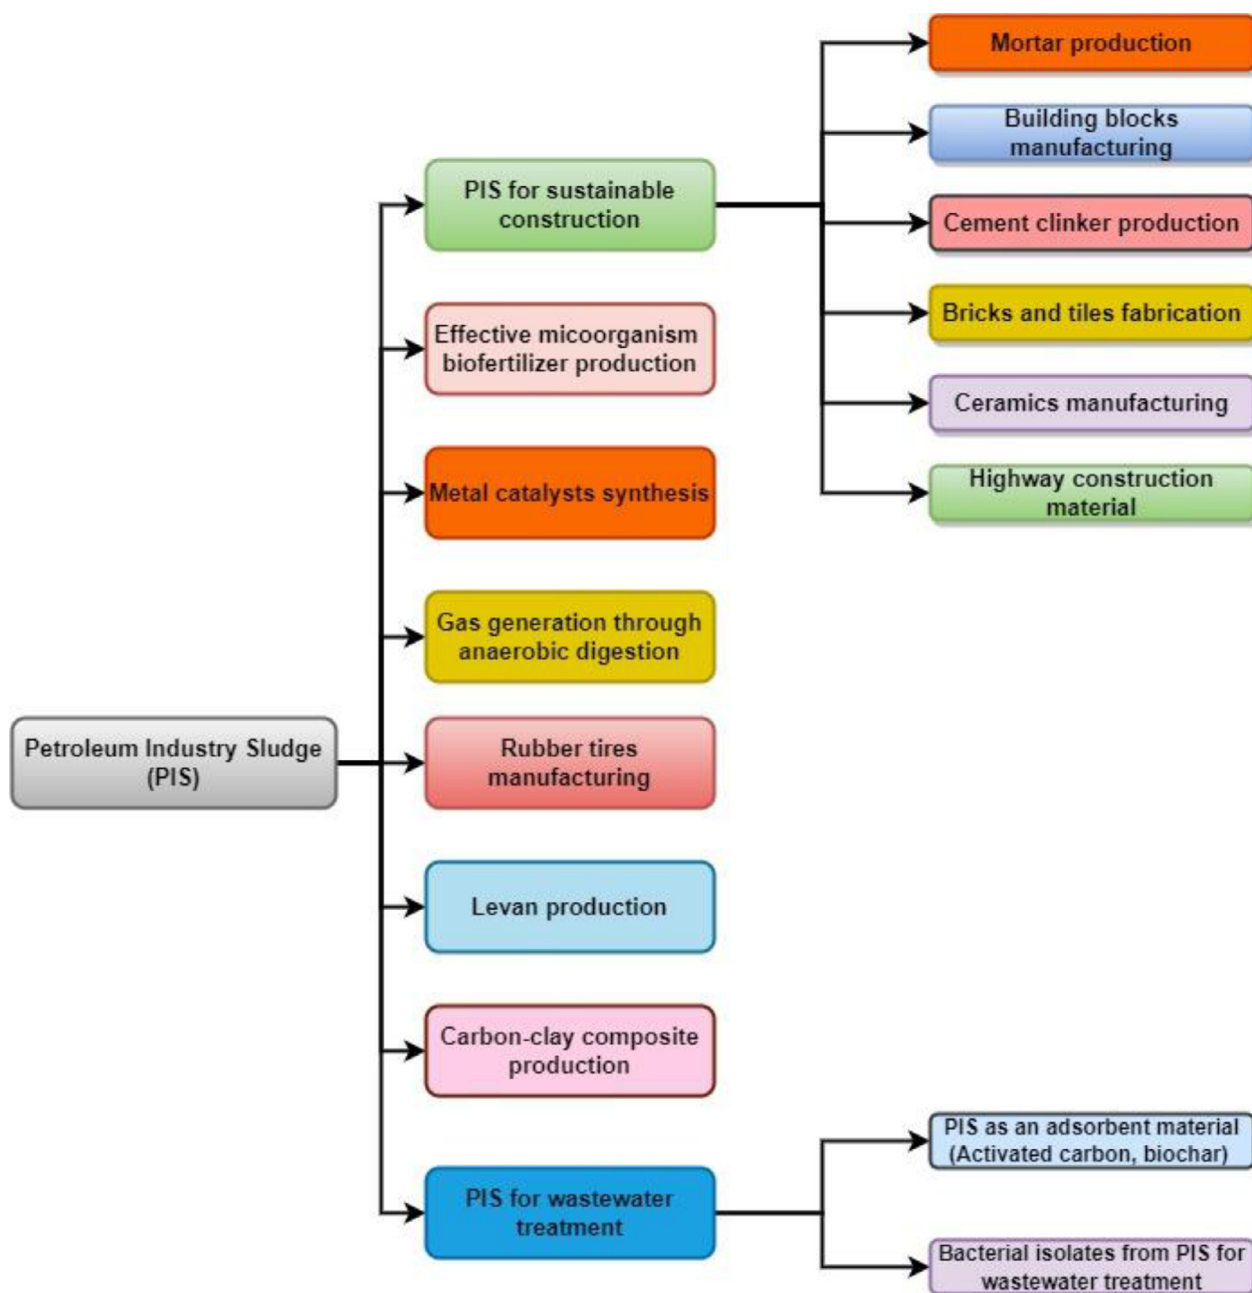 Mortar production
Building blocks
manufacturing
PIS for sustainable
construction
Cement clinker production
Bricks and tiles fabrication
Effective micoorganism
biofertilizer production
Ceramics manufacturing
Metal catalysts synthesis
Highway construction
material
Gas generation through
anaerobic digestion
Petroleum Industry Sludge
(PIS)
Rubber tires
manufacturing
Levan production
Carbon-clay composite
production
PIS as an adsorbent material
(Activated carbon, biochar)
PIS for wastewater
treatment
Bacterial isolates from PIS for
wastewater treatment